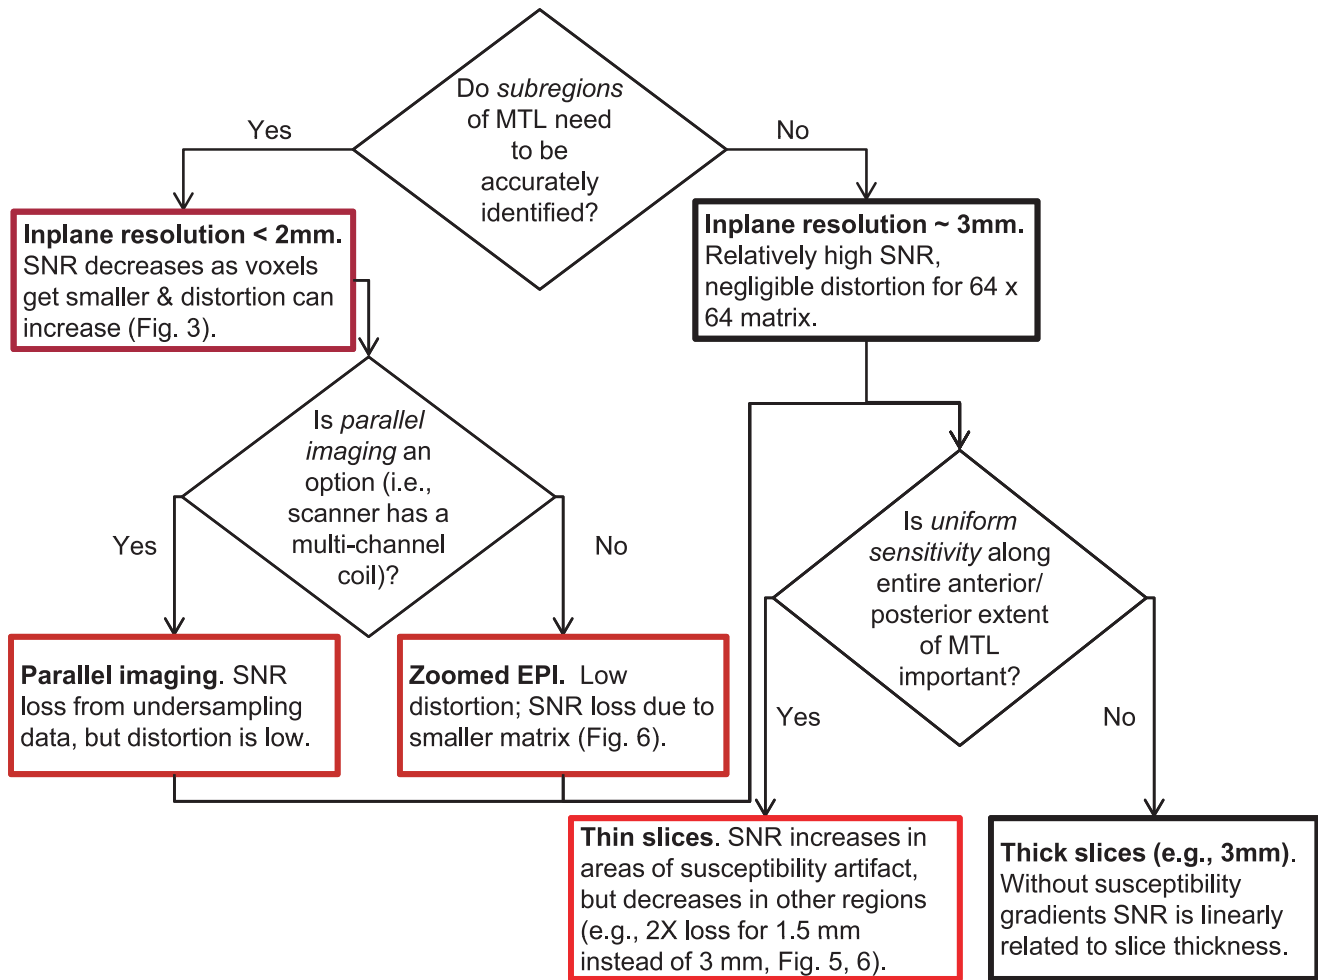 Do subregions
of MTL need
to be
accurately
identified?
Yes
No
Inplane resolution < 2mm.
SNR decreases as voxels
get smaller & distortion can
increase (Fig. 3).
Inplane resolution ~ 3mm.
Relatively high SNR,
negligible distortion for 64 x
64 matrix.
Is parallel
imaging an
option (i.e.,
scanner has a
multi-channel
coil)?
Yes
No
Is uniform
sensitivity along
entire anterior/
posterior extent
of MTL
important?
Yes
No
Parallel imaging. SNR
loss from undersampling
data, but distortion is low.
Zoomed EPI. Low
distortion; SNR loss due to
smaller matrix (Fig. 6).
Thin slices. SNR increases in
areas of susceptibility artifact,
but decreases in other regions
(e.g., 2X loss for 1.5 mm
instead of 3 mm, Fig. 5, 6).
Thick slices (e.g., 3mm).
Without susceptibility
gradients SNR is linearly
related to slice thickness.